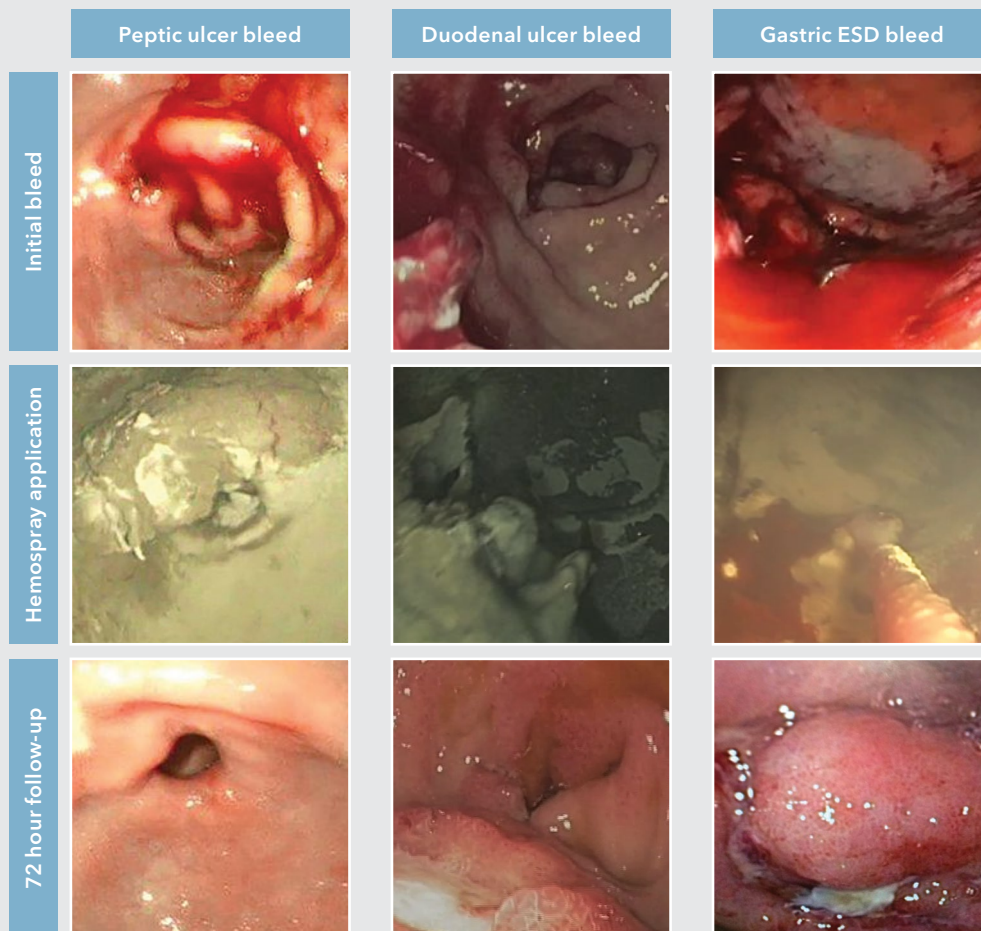 Peptic ulcer bleed
Duodenal ulcer bleed
Gastric ESD bleed
Initial bleed
Hemospray application
72 hour follow-up